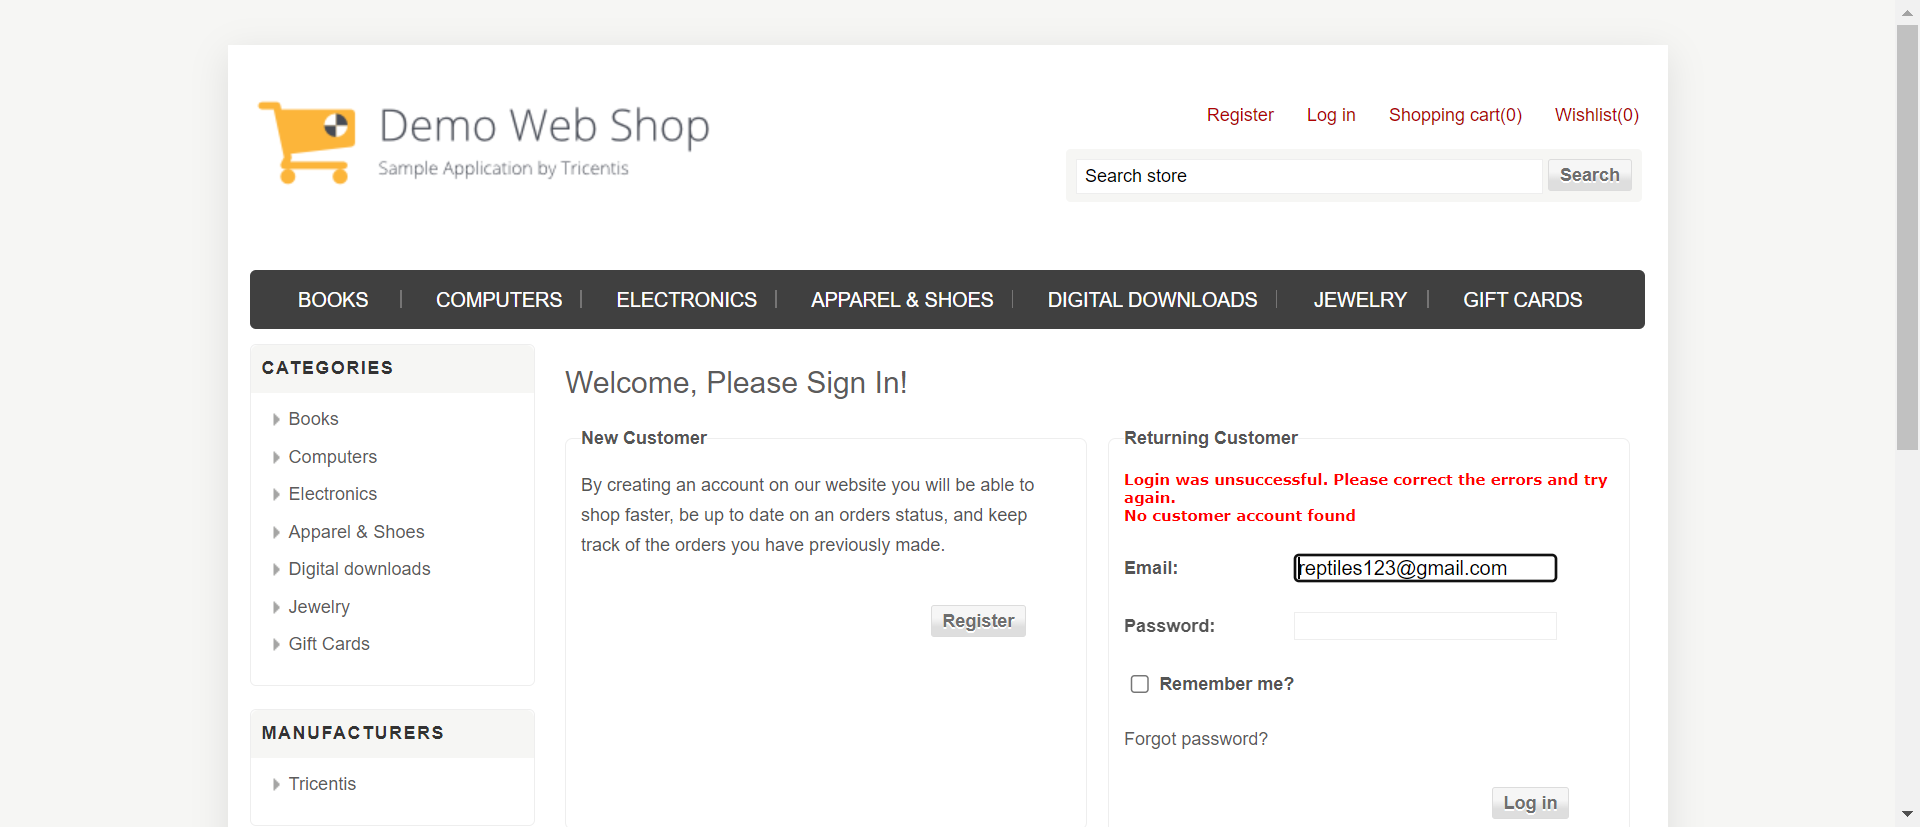 Demo Web Shop
Sample Application by Tricentis
Register Log in Shopping cart(0) Wishlist(0)
Search store Search
BOOKS COMPUTERS ELECTRONICS APPAREL & SHOES DIGITAL DOWNLOADS JEWELRY GIFT CARDS
CATEGORIES
Books
Computers
Electronics
Apparel & Shoes
Digital downloads
Jewelry
Gift Cards
MANUFACTURERS
Tricentis
Welcome, Please Sign In!
New Customer
By creating an account on our website you will be able to
shop faster, be up to date on an orders status, and keep
track of the orders you have previously made.
Register
Returning Customer
Login was unsuccessful. Please correct the errors and try
again.
No customer account found
Email: reptiles123@gmail.com
Password:
Remember me?
Forgot password?
Log in